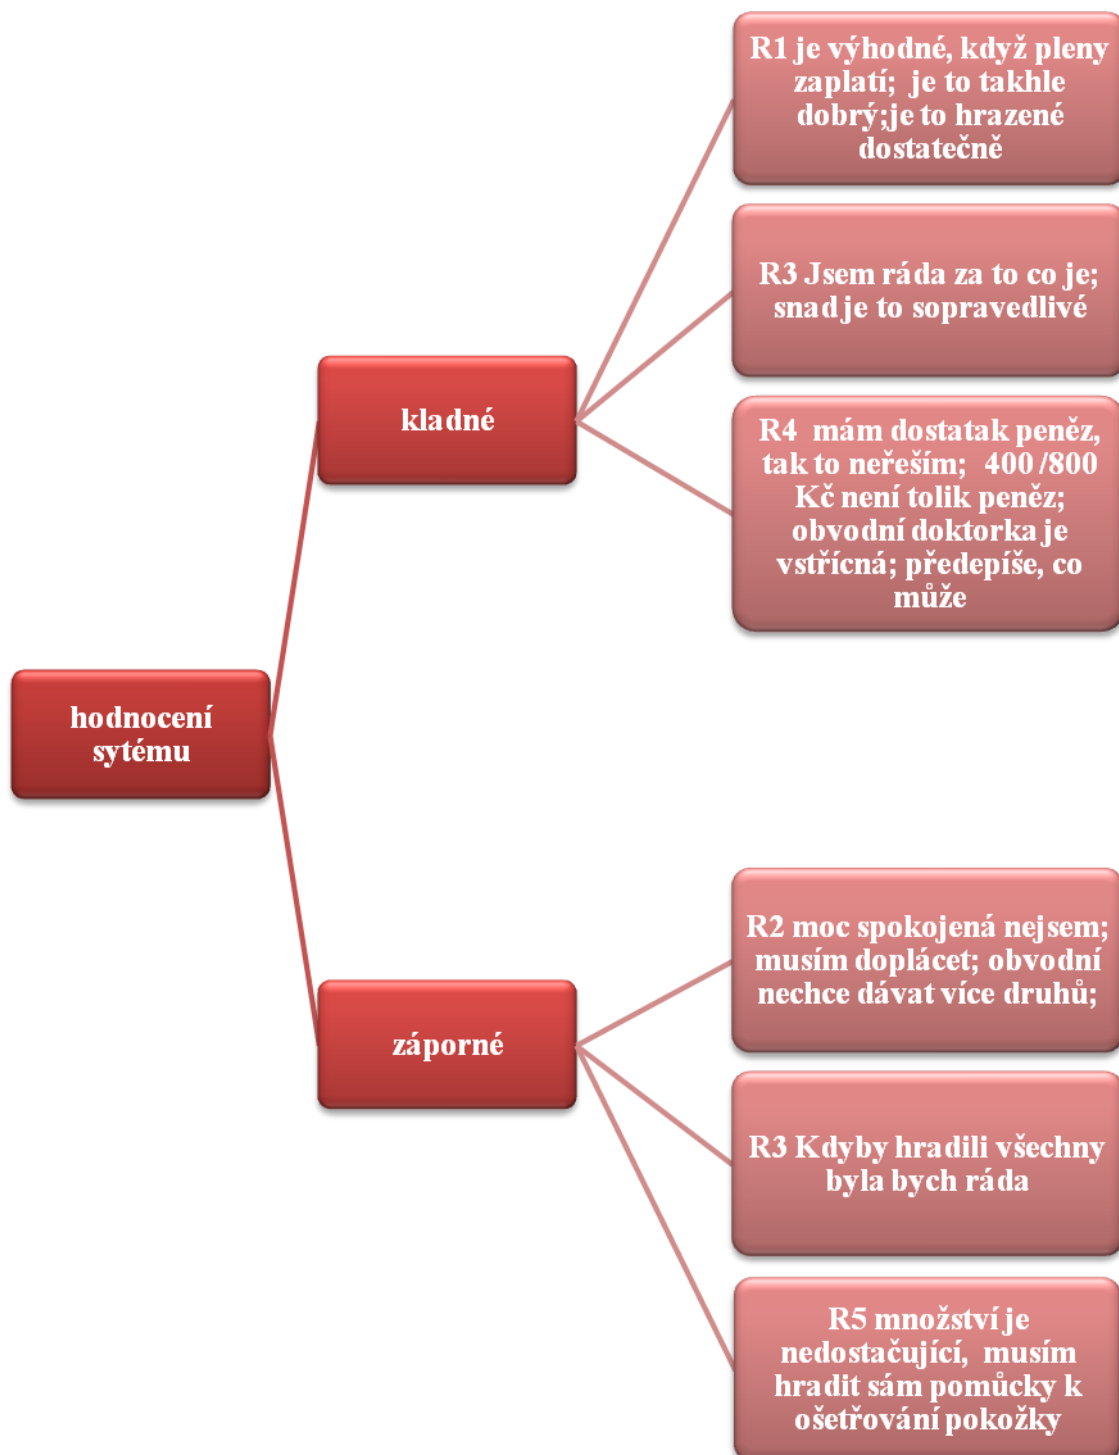 R1 je výhodné, když pleny
zaplatí; je to takhle
dobrý;je to hrazené
dostatečně
R3 Jsem ráda za to co je;
snad je to sopravedlivé
kladné
R4 mám dostatak peněz,
tak to neřeším; 400 /800
Kč není tolik peněz;
obvodní doktorka je
vstřícná; předepíše, co
může
hodnocení
sytému
R2 moc spokojená nejsem;
musím doplácet; obvodní
nechce dávat více druhů;
záporné
R3 Kdyby hradili všechny
byla bych ráda
R5 množství je
nedostačující, musím
hradit sám pomůcky k
ošetřování pokožky